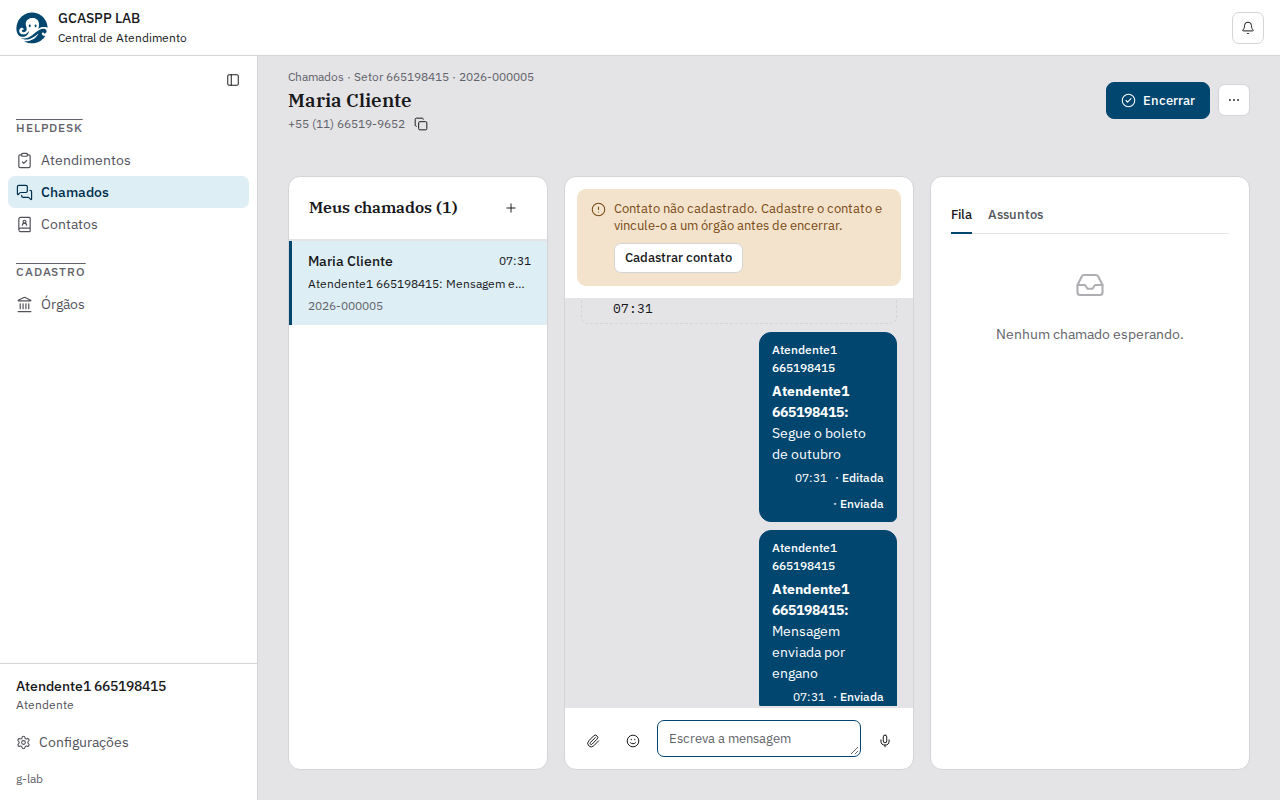 GCASPP LAB
Central de Atendimento
HELPDESK
Atendimentos
Chamados
Contatos
CADASTRO
Órgãos
Atendente1 665198415
Atendente
Configurações
g-lab
Chamados · Setor 665198415 · 2026-000005
Maria Cliente
+55 (11) 66519-9652
Encerrar
Meus chamados (1)
Maria Cliente 07:31
Atendente1 665198415: Mensagem e...
2026-000005
Contato não cadastrado. Cadastre o contato e
vincule-o a um órgão antes de encerrar.
Cadastrar contato
07:31
Atendente1
665198415
Atendente1
665198415:
Segue o boleto
de outubro
07:31 · Editada
· Enviada
Atendente1
665198415
Atendente1
665198415:
Mensagem
enviada por
engano
07:31 · Enviada
Escreva a mensagem
Fila Assuntos
Nenhum chamado esperando.